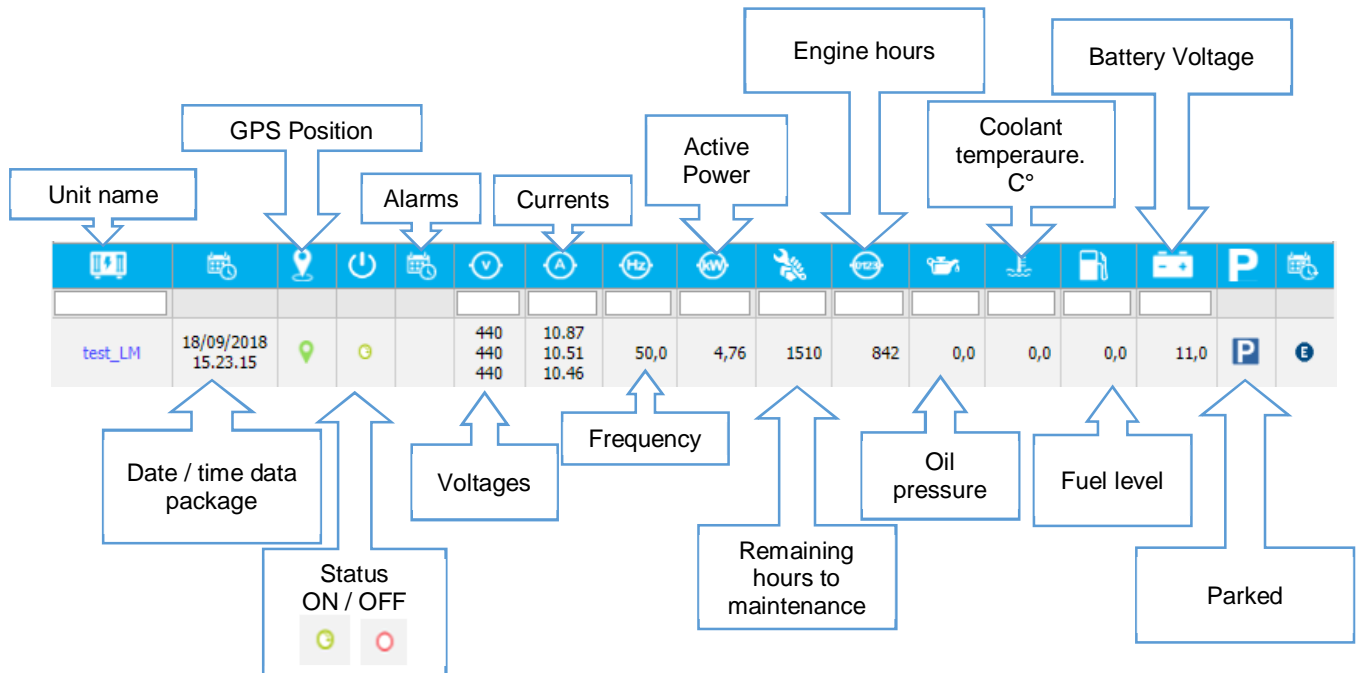 Engine hours
Battery Voltage
GPS Position
Coolant
temperaure.
C°
Active
Power
Unit name
Alarms
Currents
V
A
Hz
kW
0123
P
test_LM
18/09/2018
15.23.15
440
440
440
10.87
10.51
10.46
50,0
4,76
1510
842
0,0
0,0
0,0
11,0
P
E
Date / time data
package
Status
ON / OFF
Voltages
Frequency
Remaining
hours to
maintenance
Oil
pressure
Fuel level
Parked